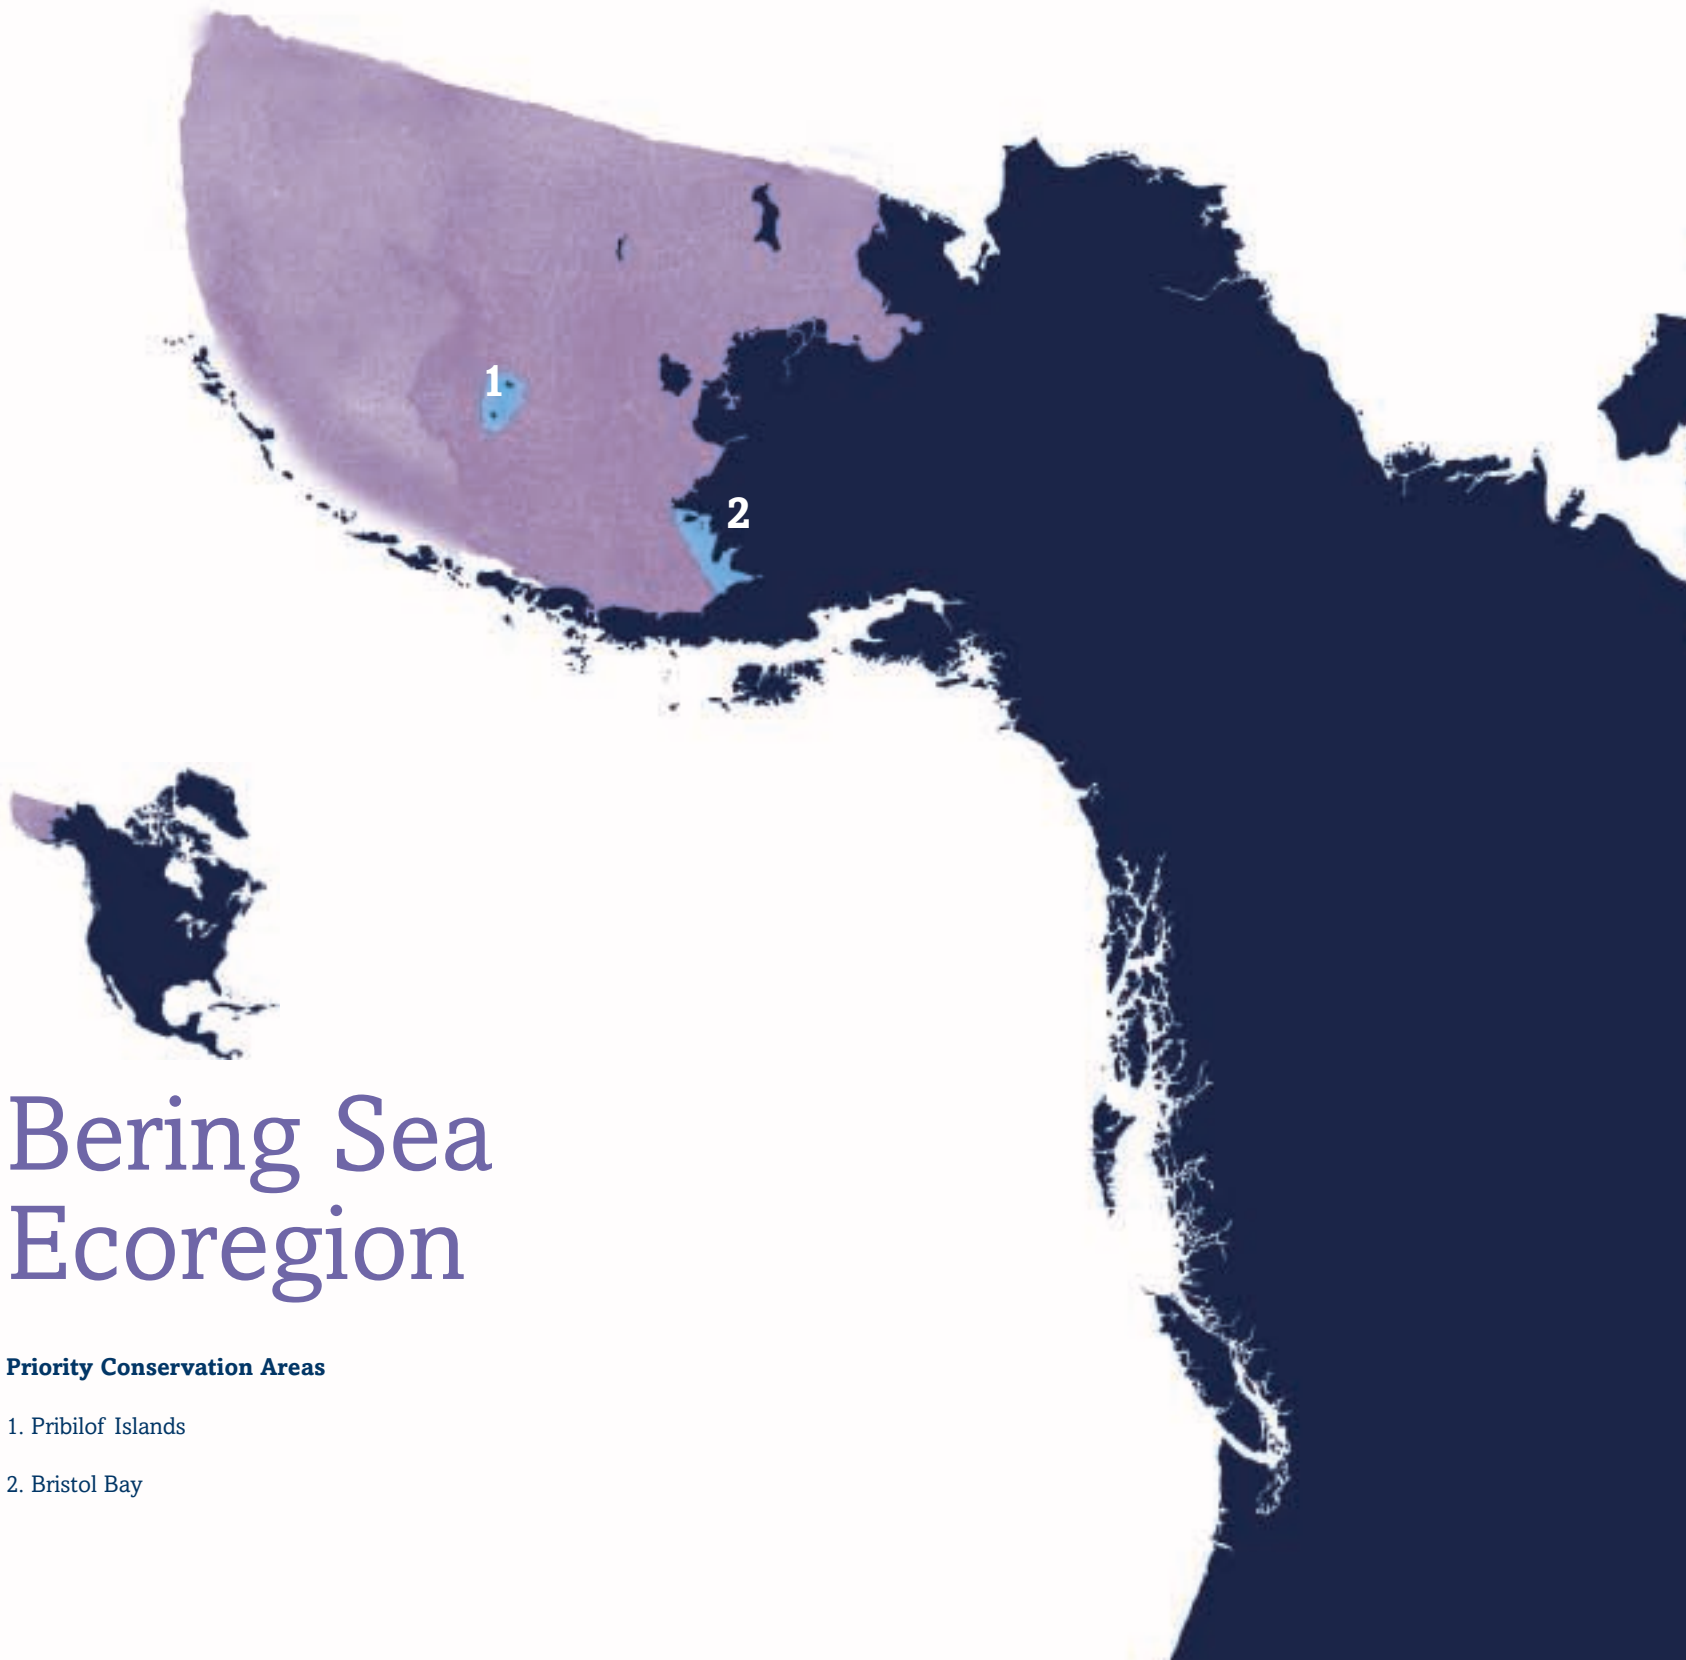 1
2
Bering Sea
Ecoregion
Priority Conservation Areas
1. Pribilof Islands
2. Bristol Bay